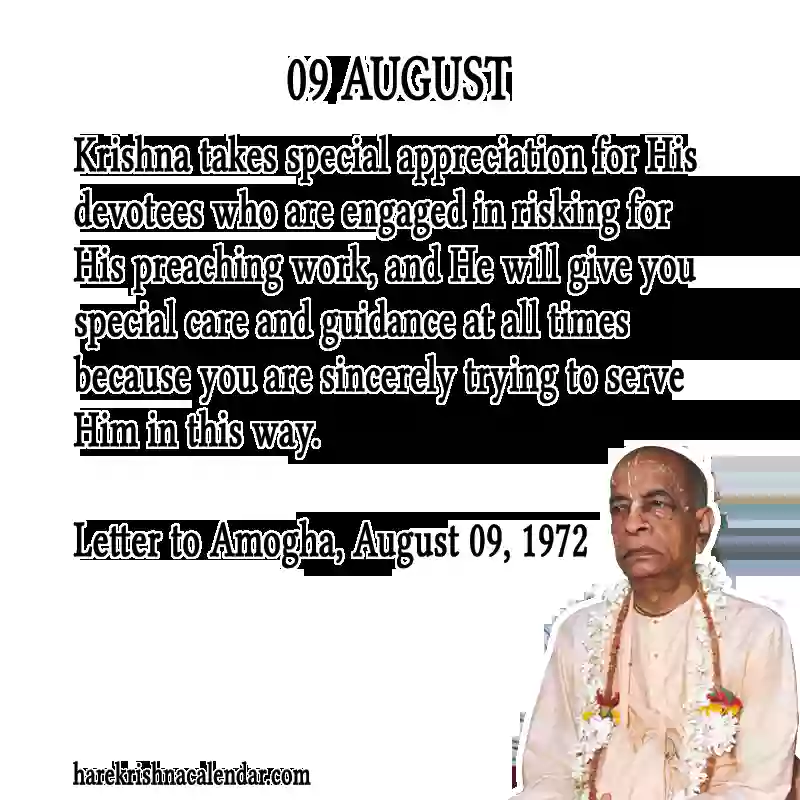 09 AUGUST
Krishna takes special appreciation for His
devotees who are engaged in risking for
His preaching work, and He will give you
special care and guidance at all times
because you are sincerely trying to serve
Him in this way.
Letter to Amogha, August 09, 1972
harekrishnacalendar.com